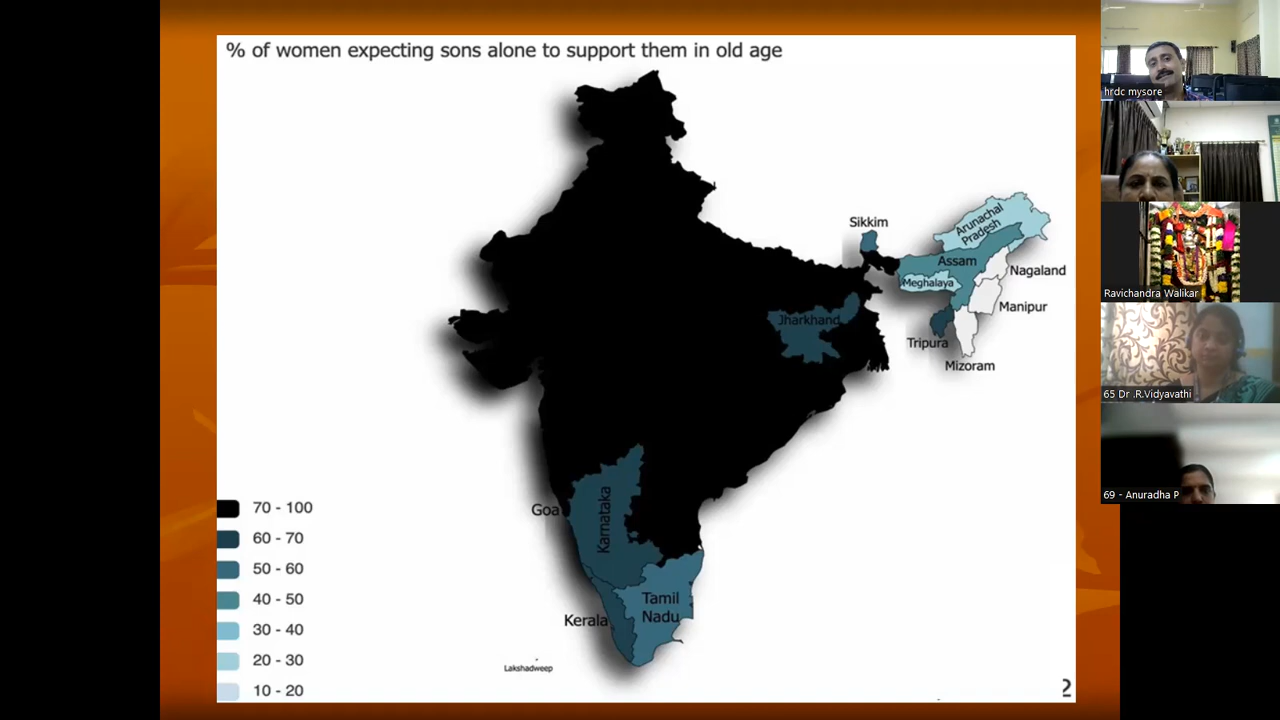 % of women expecting sons alone to support them in old age
Sikkim
Arunachal
Pradesh
Assam
Nagaland
Meghalaya
Manipur
Jharkhand
Tripura
Mizoram
Karnataka
Goa
Tamil
Nadu
Kerala
Lakshadweep
70 - 100
60 - 70
50 - 60
40 - 50
30 - 40
20 - 30
10 - 20
2
hrdc mysore
Ravichandra Walikar
65 Dr .R.Vidyavathi
69 - Anuradha P